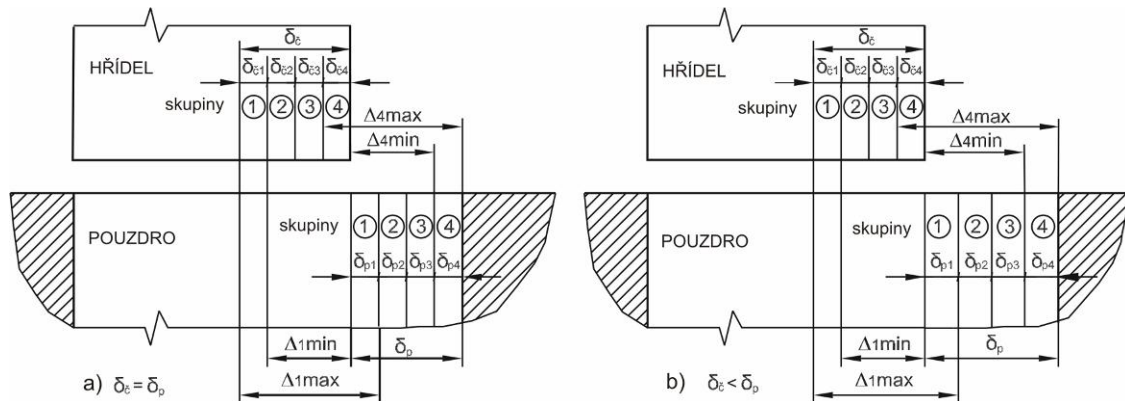 HŘÍDEL
δč
δč1 δč2 δč3 δč4
skupiny 1 2 3 4
Δ4max
Δ4min
POUZDRO
skupiny 1 2 3 4
δp1 δp2 δp3 δp4
Δ1min
δp
Δ1max
a) δč = δp
HŘÍDEL
δč
δč1 δč2 δč3 δč4
skupiny 1 2 3 4
Δ4max
Δ4min
POUZDRO
skupiny 1 2 3 4
δp1 δp2 δp3 δp4
Δ1min
δp
Δ1max
b) δč < δp